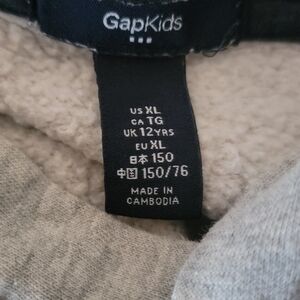 GapKids
US XL
CA TG
UK 12YRS
EU XL
日本 150
中国 150/76
MADE IN
CAMBODIA